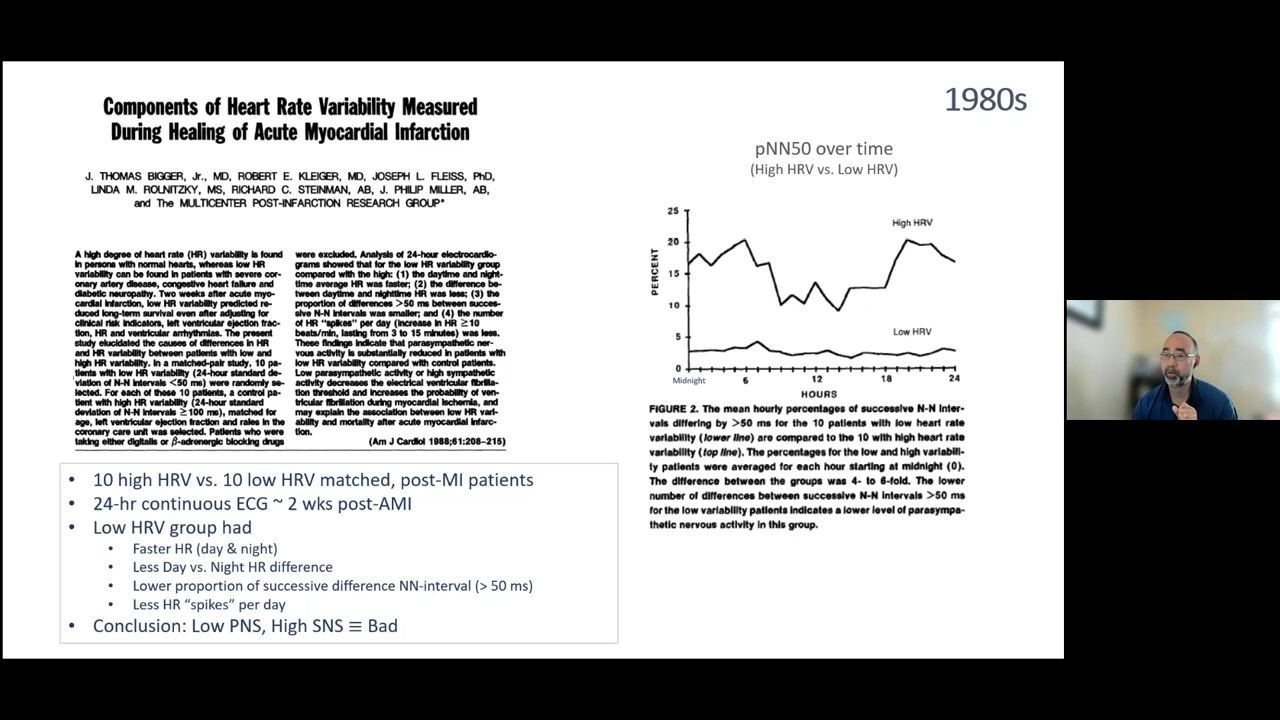 Components of Heart Rate Variability Measured
During Healing of Acute Myocardial Infarction
J. THOMAS BIGGER, Jr., MD, ROBERT E. KLEIGER, MD, JOSEPH L. FLEISS, PhD,
LINDA M. ROLNITZKY, MS, RICHARD C. STEINMAN, AB, J. PHILIP MILLER, AB,
and The MULTICENTER POST-INFARCTION RESEARCH GROUP*
A high degree of heart rate (HR) variability is found
in persons with normal hearts, whereas low HR
variability can be found in patients with severe cor-
onary artery disease, congestive heart failure and
diabetic neuropathy. Two weeks after acute myo-
cardial infarction, low HR variability predicted re-
duced long-term survival even after adjusting for
clinical risk indicators, left ventricular ejection frac-
tion, HR and ventricular arrhythmias. The present
study elucidated the causes of differences in HR
and HR variability between patients with low and
high HR variability. In a matched-pair study, 10 pa-
tients with low HR variability (24-hour standard de-
viation of N-N intervals <50 ms) were randomly se-
lected. For each of these 10 patients, a control pa-
tient with high HR variability (24-hour standard
deviation of N-N intervals ≥100 ms), matched for
age, left ventricular ejection fraction and rales in the
coronary care unit was selected. Patients who were
taking either digitalis or β-adrenergic blocking drugs
were excluded. Analysis of 24-hour electrocardio-
grams showed that for the low HR variability group
compared with the high: (1) the daytime and night-
time average HR was faster; (2) the difference be-
tween daytime and nighttime HR was less; (3) the
proportion of differences >50 ms between succes-
sive N-N intervals was smaller; and (4) the number
of HR "spikes" per day (increase in HR ≥10
beats/min, lasting from 3 to 15 minutes) was less.
These findings indicate that parasympathetic ner-
vous activity is substantially reduced in patients with
low HR variability compared with control patients.
Low parasympathetic activity or high sympathetic
activity decreases the electrical ventricular fibrilla-
tion threshold and increases the probability of ven-
tricular fibrillation during myocardial ischemia, and
may explain the association between low HR vari-
ability and mortality after acute myocardial infarc-
tion.
(Am J Cardiol 1988;61:208–215)
• 10 high HRV vs. 10 low HRV matched, post-MI patients
• 24-hr continuous ECG ~ 2 wks post-AMI
• Low HRV group had
• Faster HR (day & night)
• Less Day vs. Night HR difference
• Lower proportion of successive difference NN-interval (> 50 ms)
• Less HR “spikes” per day
• Conclusion: Low PNS, High SNS ≡ Bad
1980s
pNN50 over time
(High HRV vs. Low HRV)
25
20
15
10
5
0
PERCENT
High HRV
Low HRV
Midnight
6
12
18
24
HOURS
FIGURE 2. The mean hourly percentages of successive N-N inter-
vals differing by >50 ms for the 10 patients with low heart rate
variability (lower line) are compared to the 10 with high heart rate
variability (top line). The percentages for the low and high variabili-
ty patients were averaged for each hour starting at midnight (0).
The difference between the groups was 4- to 6-fold. The lower
number of differences between successive N-N intervals >50 ms
for the low variability patients indicates a lower level of parasympa-
thetic nervous activity in this group.